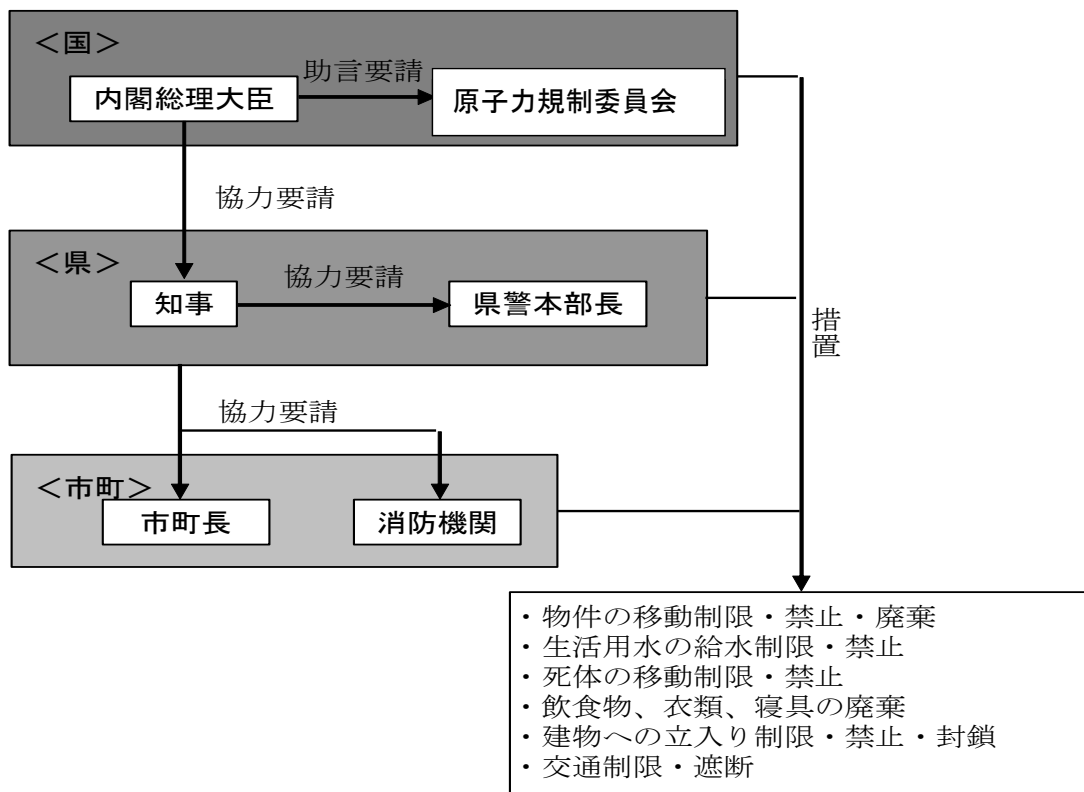 ＜国＞
助言要請
内閣総理大臣
原子力規制委員会
協力要請
＜県＞
協力要請
知事
県警本部長
措置
協力要請
＜市町＞
市町長
消防機関
・物件の移動制限・禁止・廃棄
・生活用水の給水制限・禁止
・死体の移動制限・禁止
・飲食物、衣類、寝具の廃棄
・建物への立入り制限・禁止・封鎖
・交通制限・遮断